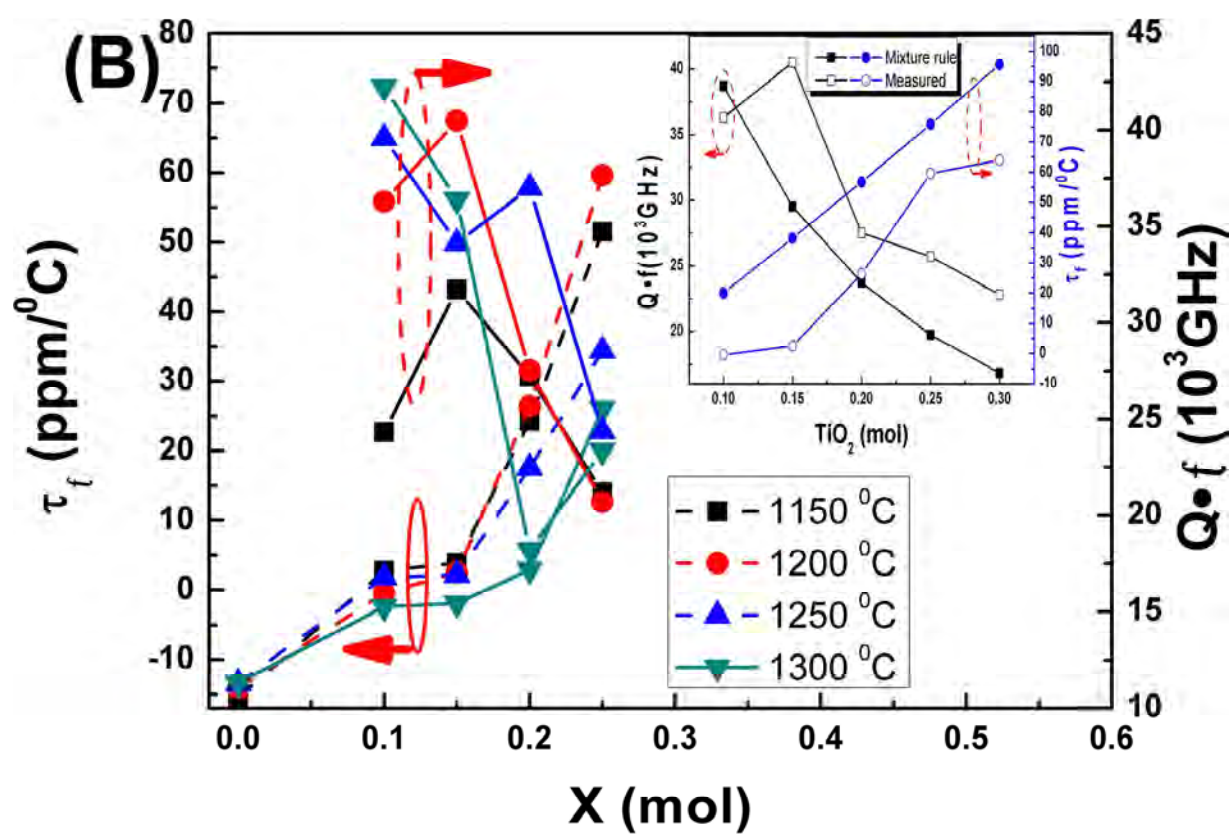 (B)
τf (ppm/⁰C)
80
70
60
50
40
30
20
10
0
-10
0.0 0.1 0.2 0.3 0.4 0.5 0.6
X (mol)
45
40
35
30
25
20
15
10
Q•f (10³GHz)
Mixture rule
Measured
Q•f(10³GHz)
40
35
30
25
20
100
90
80
70
60
50
40
30
20
10
0
-10
τf (ppm/⁰C)
0.10 0.15 0.20 0.25 0.30
TiO₂ (mol)
1150 ⁰C
1200 ⁰C
1250 ⁰C
1300 ⁰C